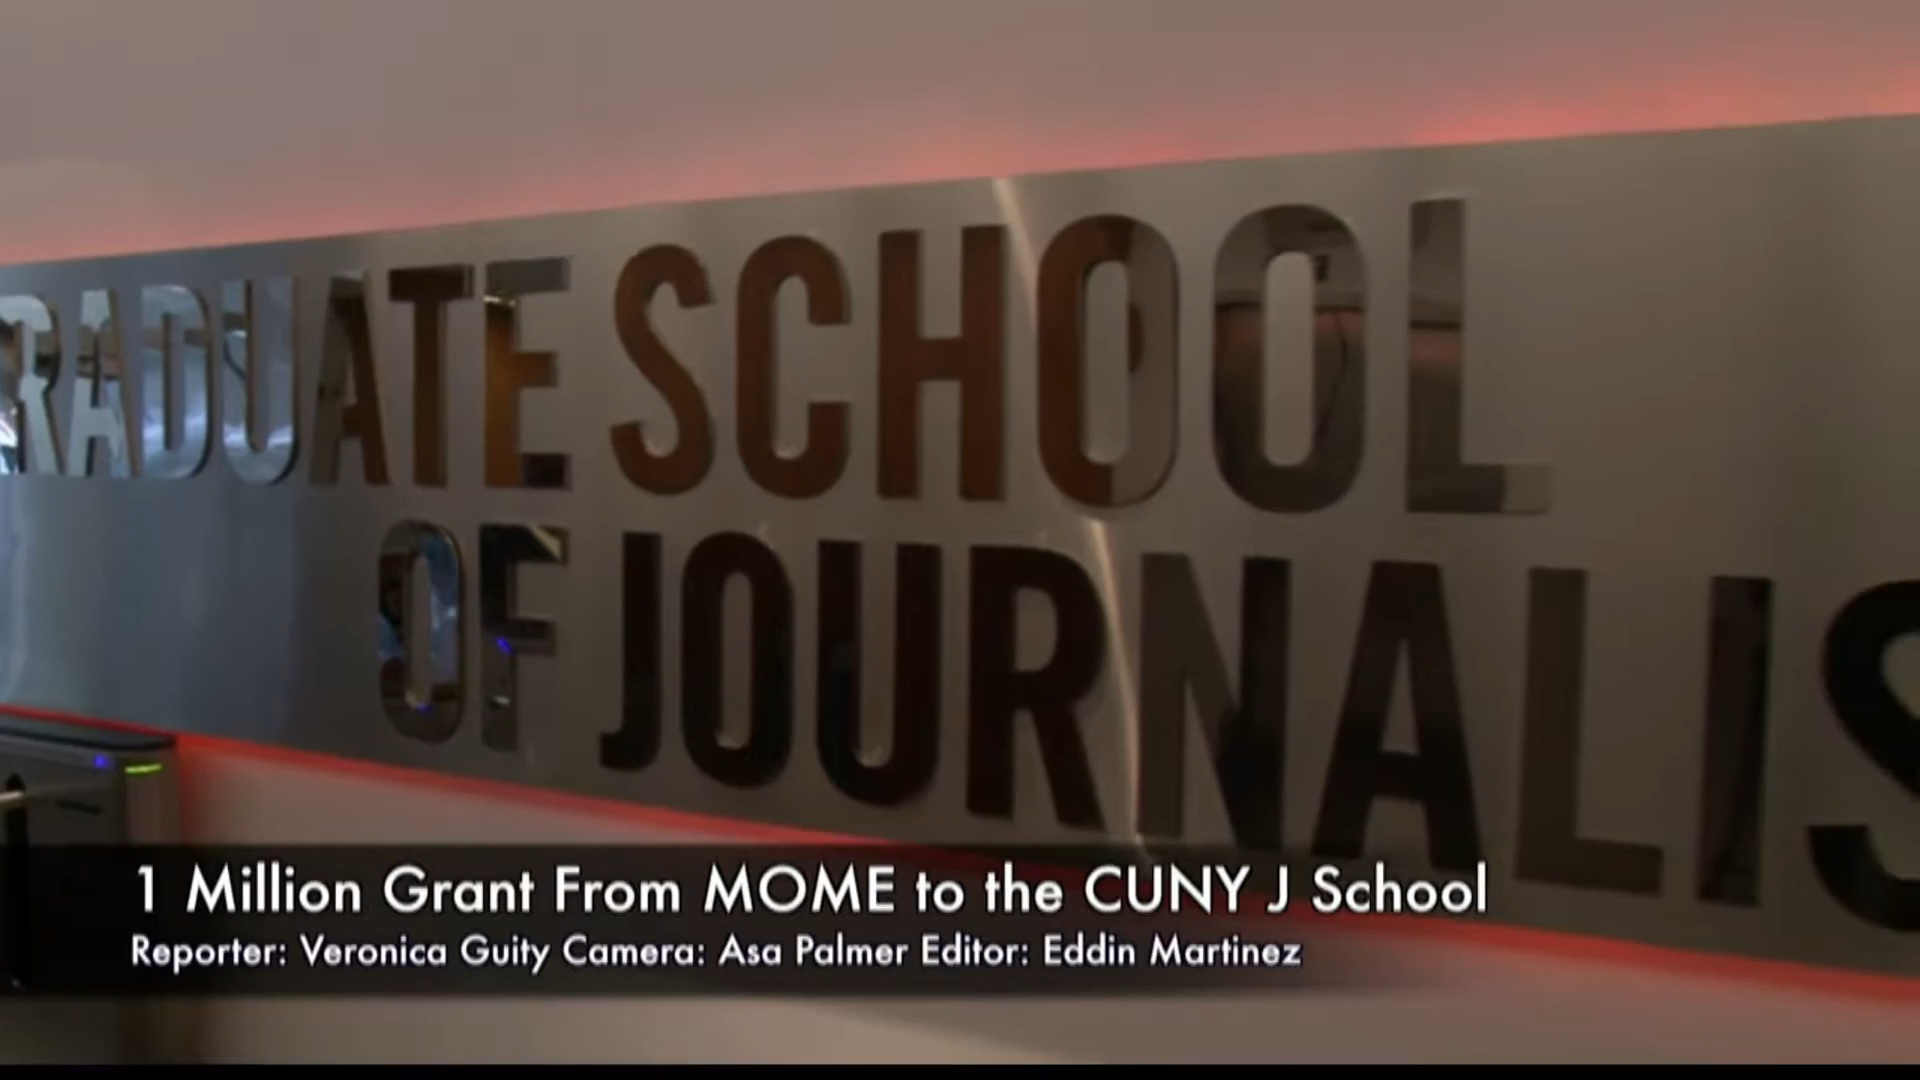 RADUATE SCHOOL
OF JOURNALIS
1 Million Grant From MOME to the CUNY J School
Reporter: Veronica Guity Camera: Asa Palmer Editor: Eddin Martinez